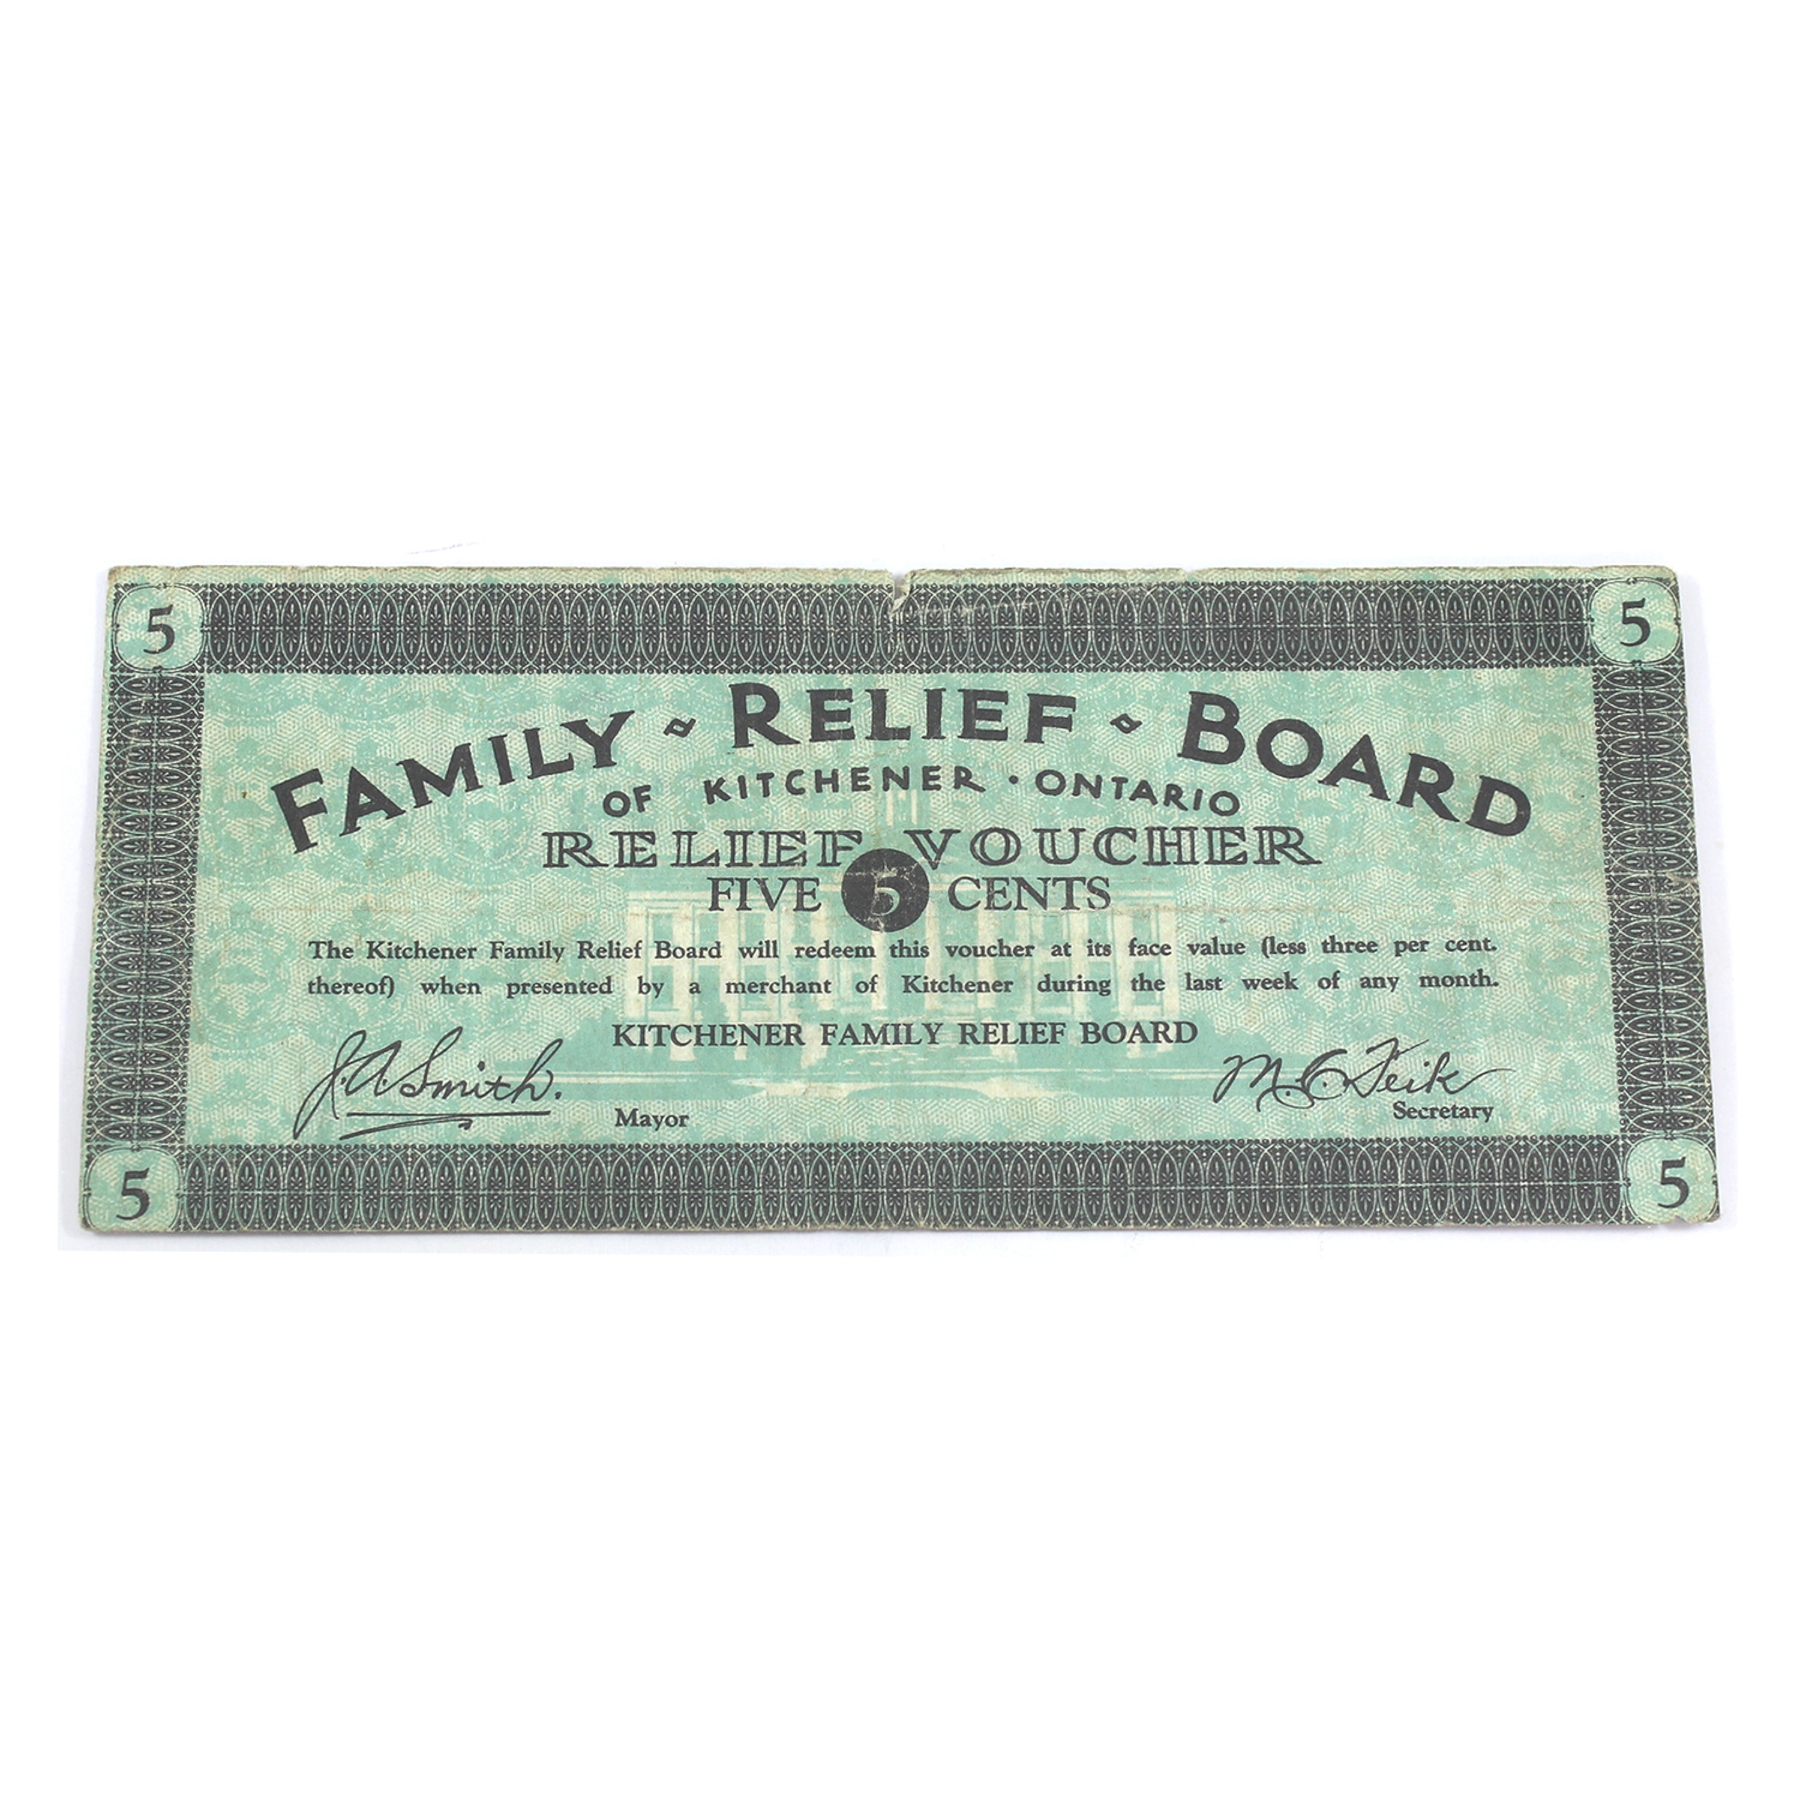 5 5
FAMILY ~ RELIEF ~ BOARD
OF KITCHENER · ONTARIO
RELIEF VOUCHER
FIVE 5 CENTS
The Kitchener Family Relief Board will redeem this voucher at its face value (less three per cent.
thereof) when presented by a merchant of Kitchener during the last week of any month.
KITCHENER FAMILY RELIEF BOARD
J. A. Smith. M. C. Feik
Mayor Secretary
5 5